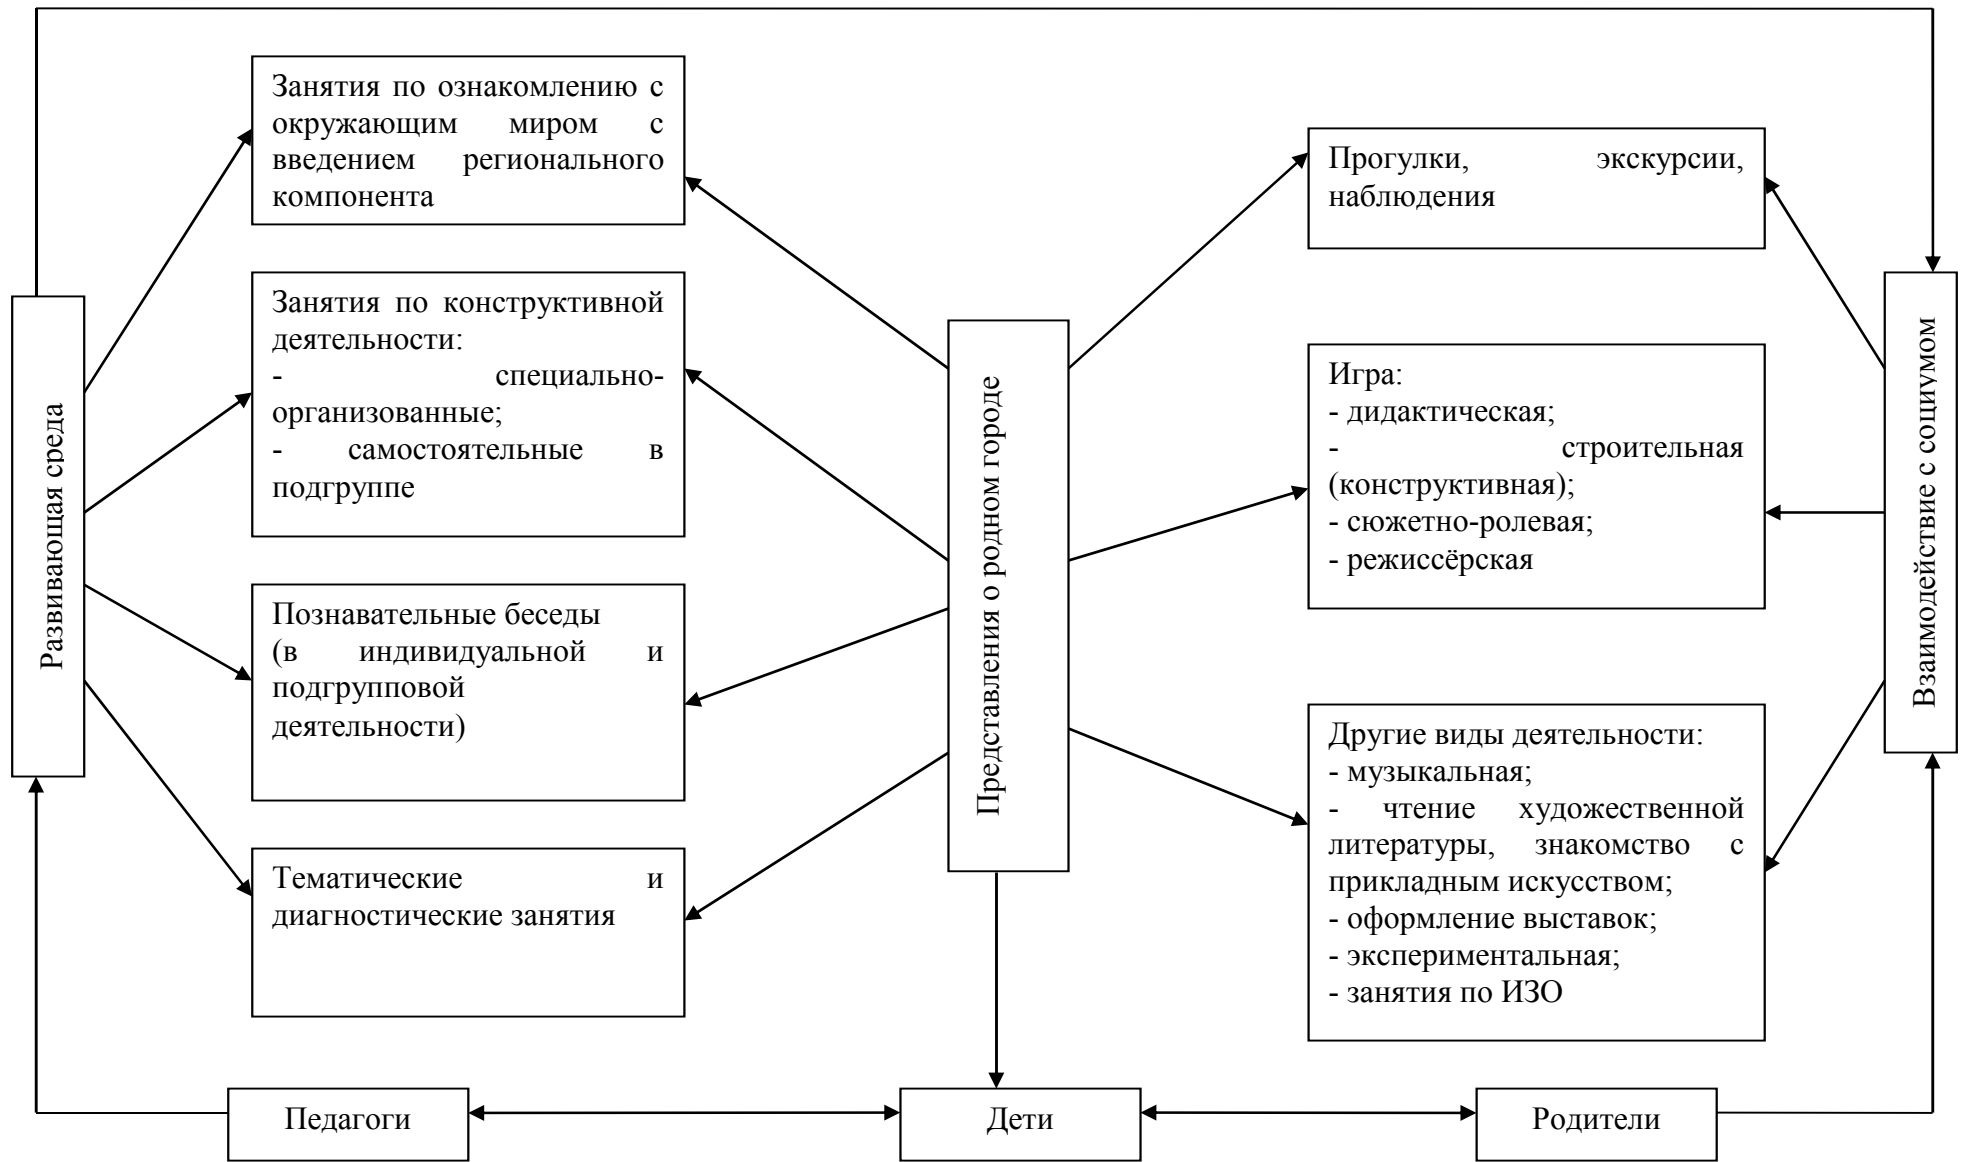 Развивающая среда
Занятия по ознакомлению с
окружающим миром с
введением регионального
компонента
Занятия по конструктивной
деятельности:
- специально-
организованные;
- самостоятельные в
подгруппе
Познавательные беседы
(в индивидуальной и
подгрупповой
деятельности)
Тематические и
диагностические занятия
Представления о родном городе
Прогулки, экскурсии,
наблюдения
Игра:
- дидактическая;
- строительная
(конструктивная);
- сюжетно-ролевая;
- режиссёрская
Другие виды деятельности:
- музыкальная;
- чтение художественной
литературы, знакомство с
прикладным искусством;
- оформление выставок;
- экспериментальная;
- занятия по ИЗО
Взаимодействие с социумом
Педагоги
Дети
Родители